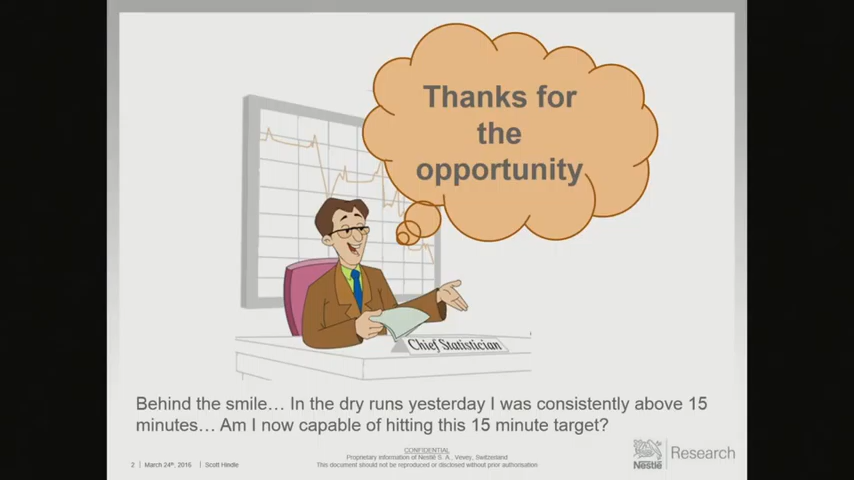 Thanks for
the
opportunity
Chief Statistician
Behind the smile… In the dry runs yesterday I was consistently above 15
minutes… Am I now capable of hitting this 15 minute target?
CONFIDENTIAL
Proprietary information of Nestlé S. A., Vevey, Switzerland
This document should not be reproduced or disclosed without prior authorisation
2 | March 24th, 2016 | Scott Hindle
Nestlé Research